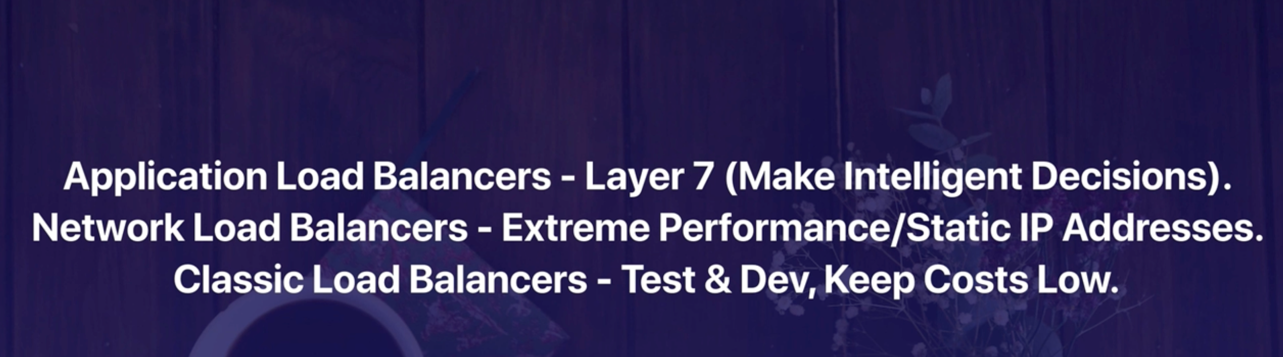 Application Load Balancers - Layer 7 (Make Intelligent Decisions).
Network Load Balancers - Extreme Performance/Static IP Addresses.
Classic Load Balancers - Test & Dev, Keep Costs Low.